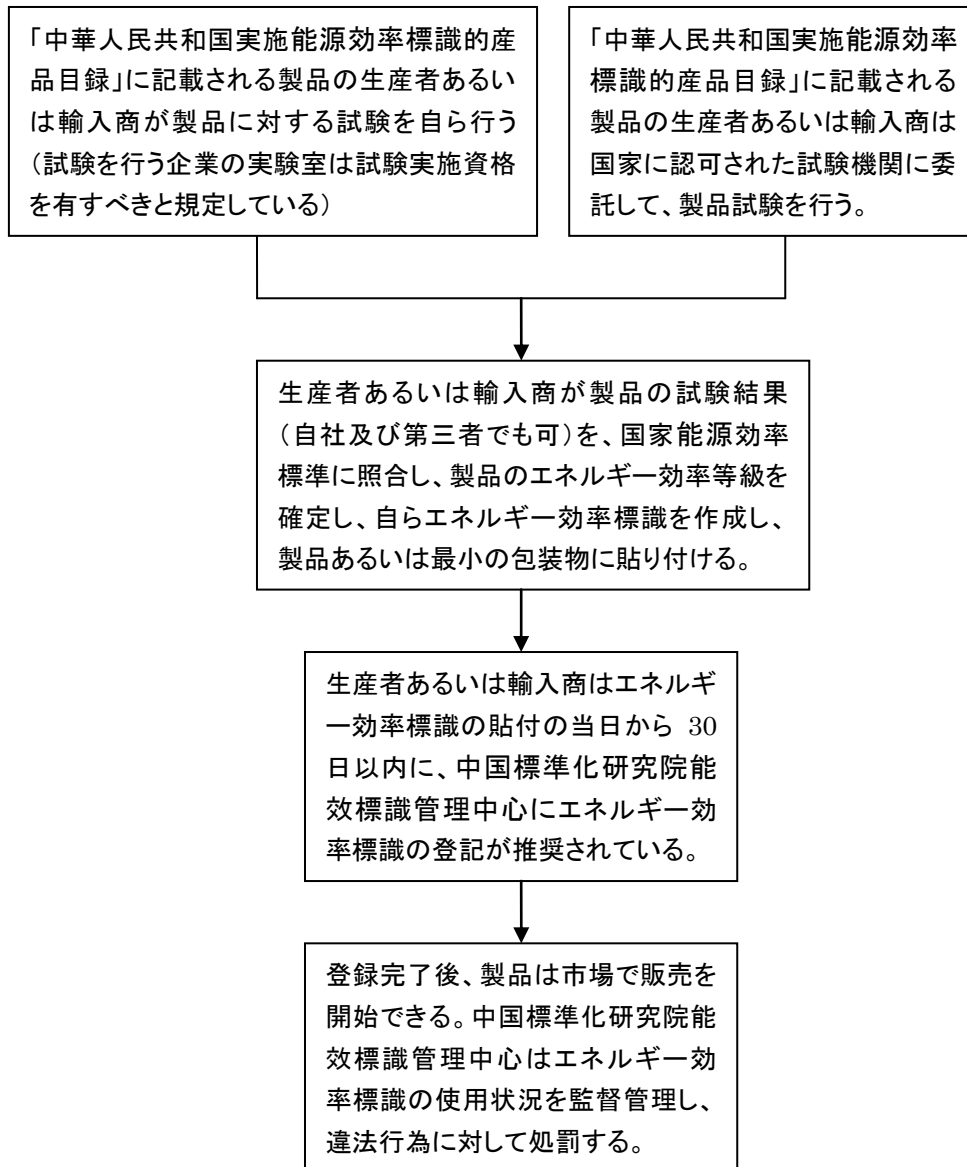 「中華人民共和国実施能源効率標識的産
品目録」に記載される製品の生産者あるい
は輸入商が製品に対する試験を自ら行う
（試験を行う企業の実験室は試験実施資格
を有すべきと規定している）
「中華人民共和国実施能源効率
標識的産品目録」に記載される
製品の生産者あるいは輸入商は
国家に認可された試験機関に委
託して、製品試験を行う。
生産者あるいは輸入商が製品の試験結果
（自社及び第三者でも可）を、国家能源効率
標準に照合し、製品のエネルギー効率等級を
確定し、自らエネルギー効率標識を作成し、
製品あるいは最小の包装物に貼り付ける。
生産者あるいは輸入商はエネルギ
ー効率標識の貼付の当日から 30
日以内に、中国標準化研究院能
效標識管理中心にエネルギー効
率標識の登記が推奨されている。
登録完了後、製品は市場で販売を
開始できる。中国標準化研究院能
效標識管理中心はエネルギー効
率標識の使用状況を監督管理し、
違法行為に対して処罰する。